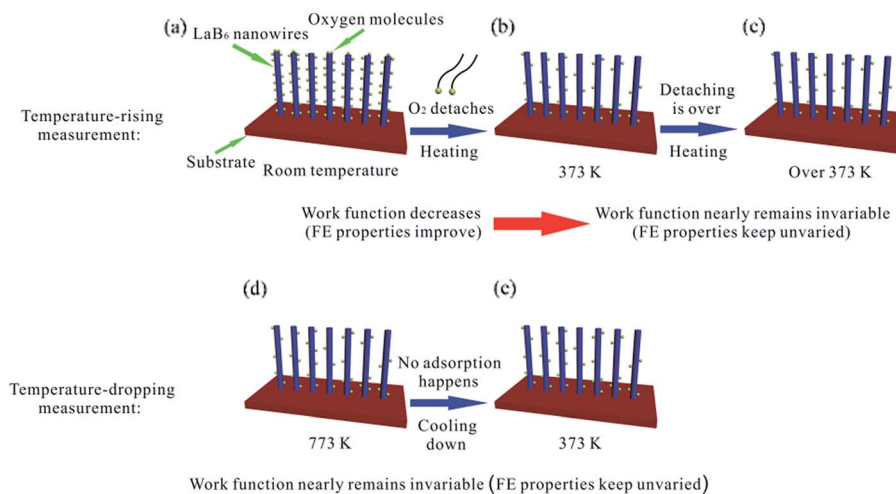 (a)
Oxygen molecules
LaB₆ nanowires
(b)
(c)
O₂ detaches
Detaching
is over
Temperature-rising
measurement:
Heating
Heating
Substrate
Room temperature
373 K
Over 373 K
Work function decreases
(FE properties improve)
Work function nearly remains invariable
(FE properties keep unvaried)
(d)
(e)
No adsorption
happens
Temperature-dropping
measurement:
Cooling
down
773 K
373 K
Work function nearly remains invariable (FE properties keep unvaried)